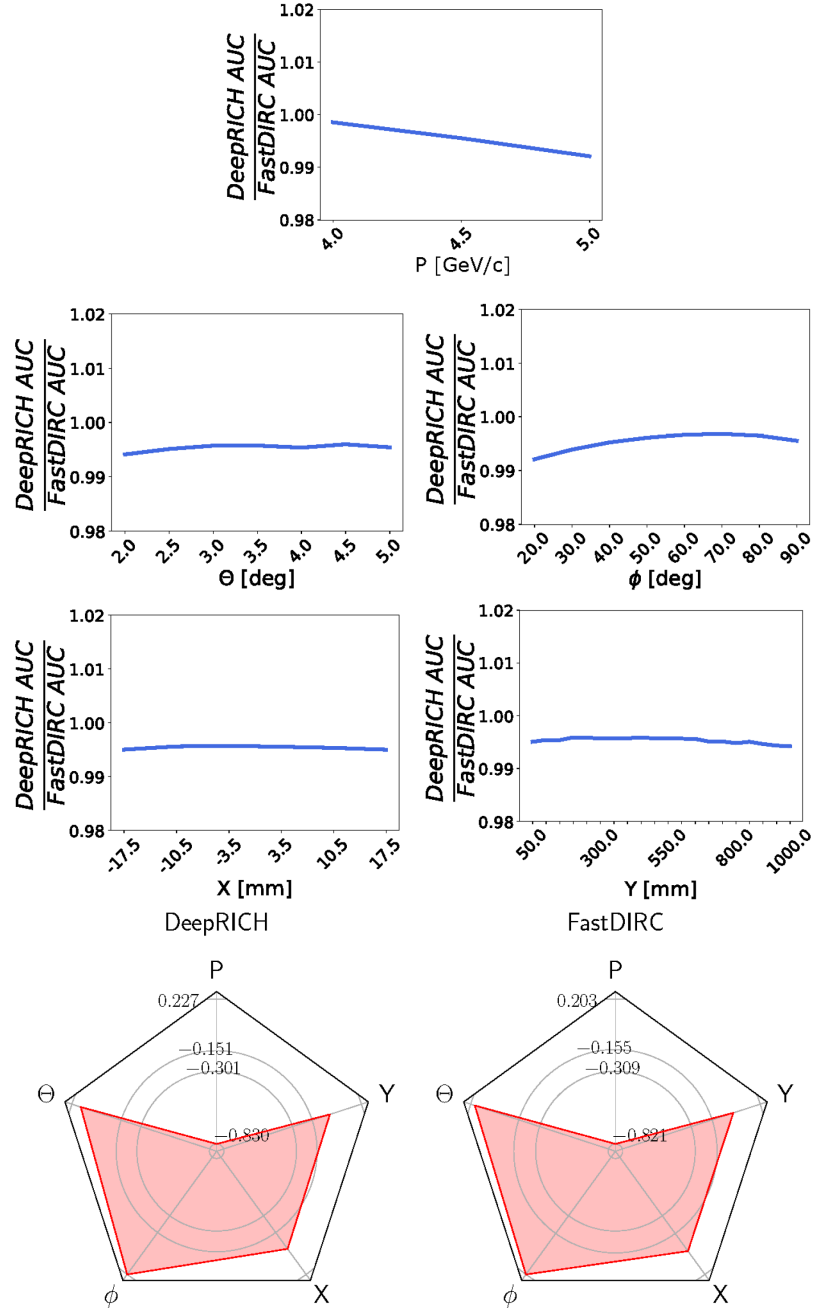 DeepRICH AUC
FastDIRC AUC
1.02
1.01
1.00
0.99
0.98
4.0 4.5 5.0
P [GeV/c]
DeepRICH AUC
FastDIRC AUC
1.02
1.01
1.00
0.99
0.98
2.0 2.5 3.0 3.5 4.0 4.5 5.0
Θ [deg]
DeepRICH AUC
FastDIRC AUC
1.02
1.01
1.00
0.99
0.98
20.0 30.0 40.0 50.0 60.0 70.0 80.0 90.0
ϕ [deg]
DeepRICH AUC
FastDIRC AUC
1.02
1.01
1.00
0.99
0.98
-17.5 -10.5 -3.5 3.5 10.5 17.5
X [mm]
DeepRICH AUC
FastDIRC AUC
1.02
1.01
1.00
0.99
0.98
50.0 300.0 550.0 800.0 1000.0
Y [mm]
DeepRICH
P
0.227
−0.151
−0.301
Θ
Y
−0.830
ϕ
X
FastDIRC
P
0.203
−0.155
−0.309
Θ
Y
−0.821
ϕ
X